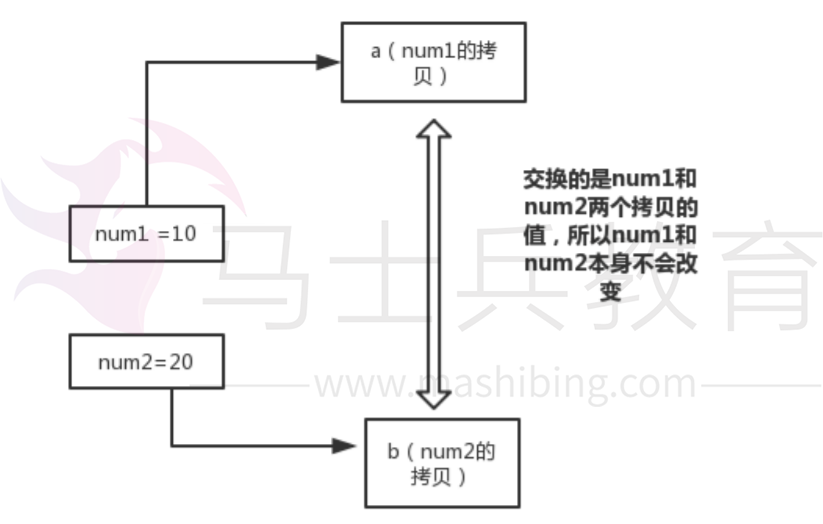 a（num1的拷
贝）
num1 =10
交换的是num1和
num2两个拷贝的
值，所以num1和
num2本身不会改
变
马士兵教育
num2=20
www.mashibing.com
b（num2的
拷贝）